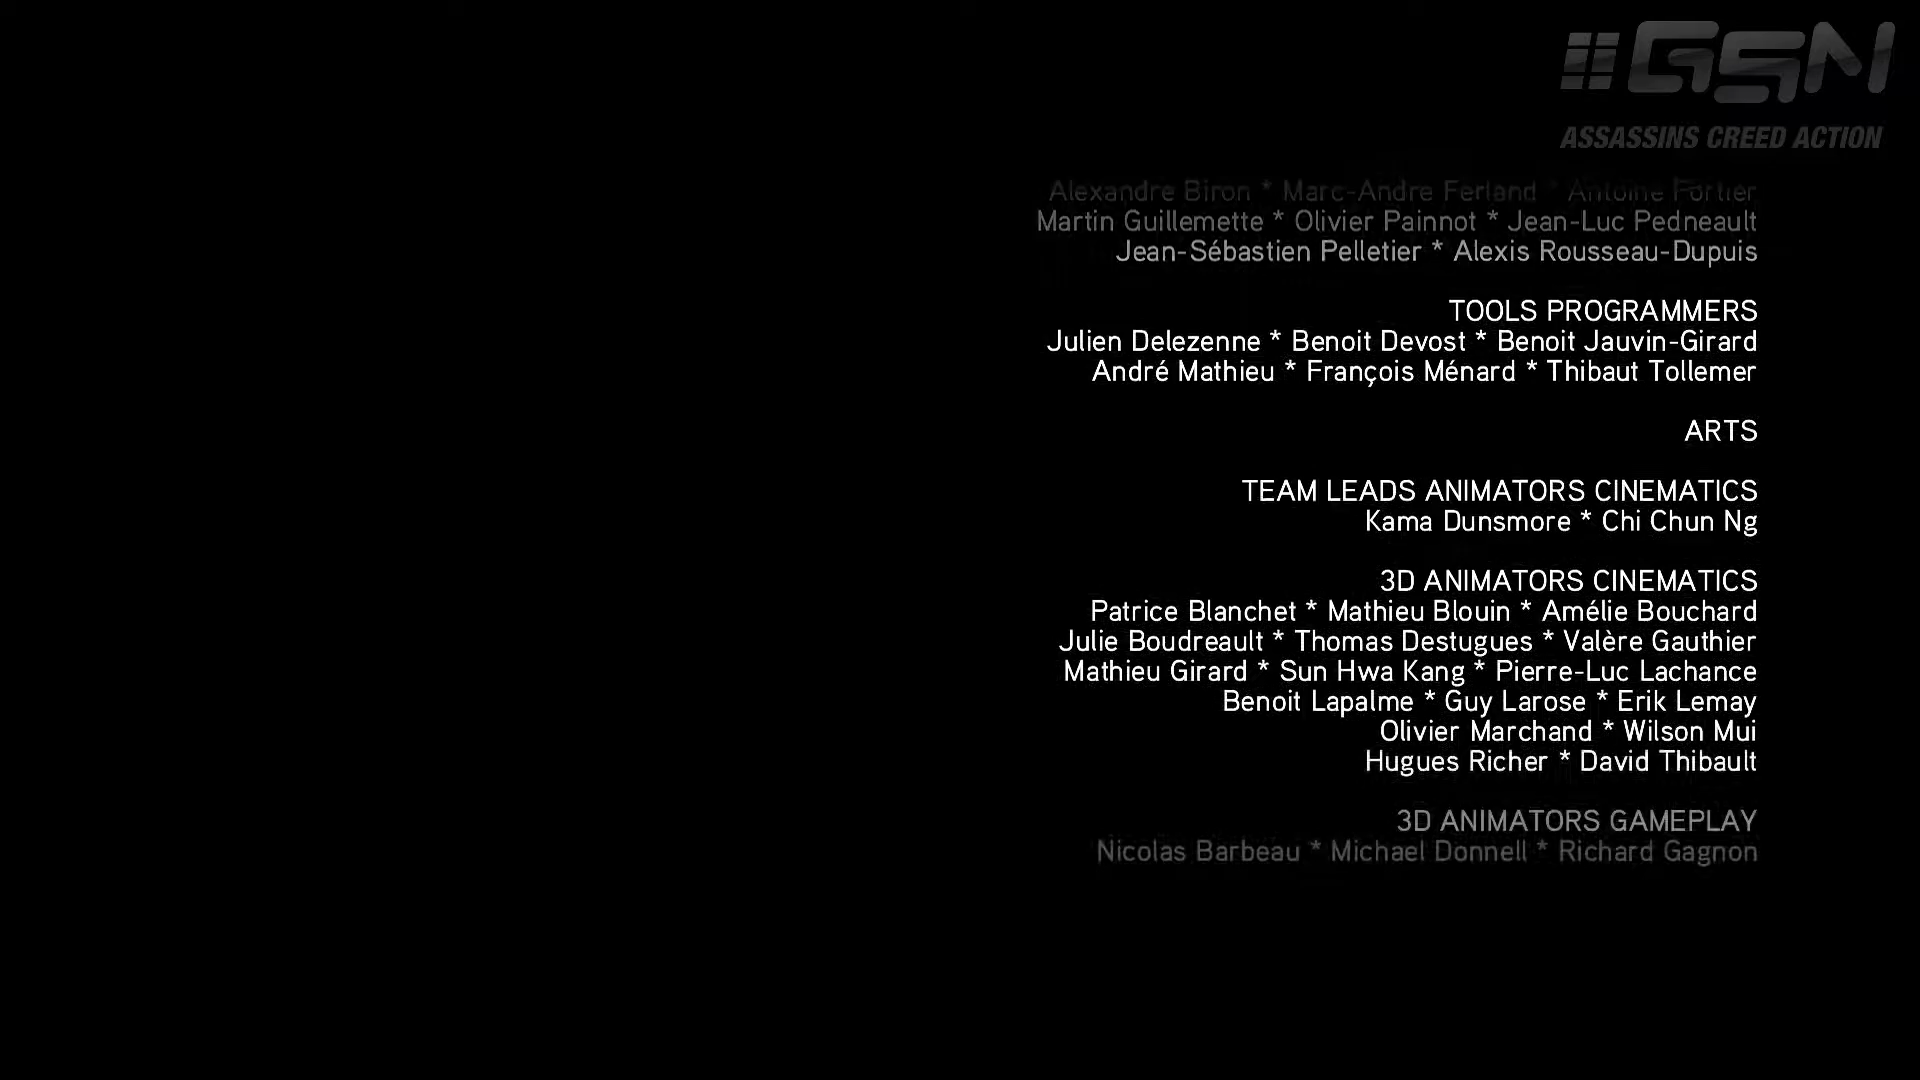 GSN
ASSASSINS CREED ACTION
Alexandre Biron * Marc-Andre Ferland * Antoine Fortier
Martin Guillemette * Olivier Painnot * Jean-Luc Pedneault
Jean-Sébastien Pelletier * Alexis Rousseau-Dupuis
TOOLS PROGRAMMERS
Julien Delezenne * Benoit Devost * Benoit Jauvin-Girard
André Mathieu * François Ménard * Thibaut Tollemer
ARTS
TEAM LEADS ANIMATORS CINEMATICS
Kama Dunsmore * Chi Chun Ng
3D ANIMATORS CINEMATICS
Patrice Blanchet * Mathieu Blouin * Amélie Bouchard
Julie Boudreault * Thomas Destugues * Valère Gauthier
Mathieu Girard * Sun Hwa Kang * Pierre-Luc Lachance
Benoit Lapalme * Guy Larose * Erik Lemay
Olivier Marchand * Wilson Mui
Hugues Richer * David Thibault
3D ANIMATORS GAMEPLAY
Nicolas Barbeau * Michael Donnell * Richard Gagnon